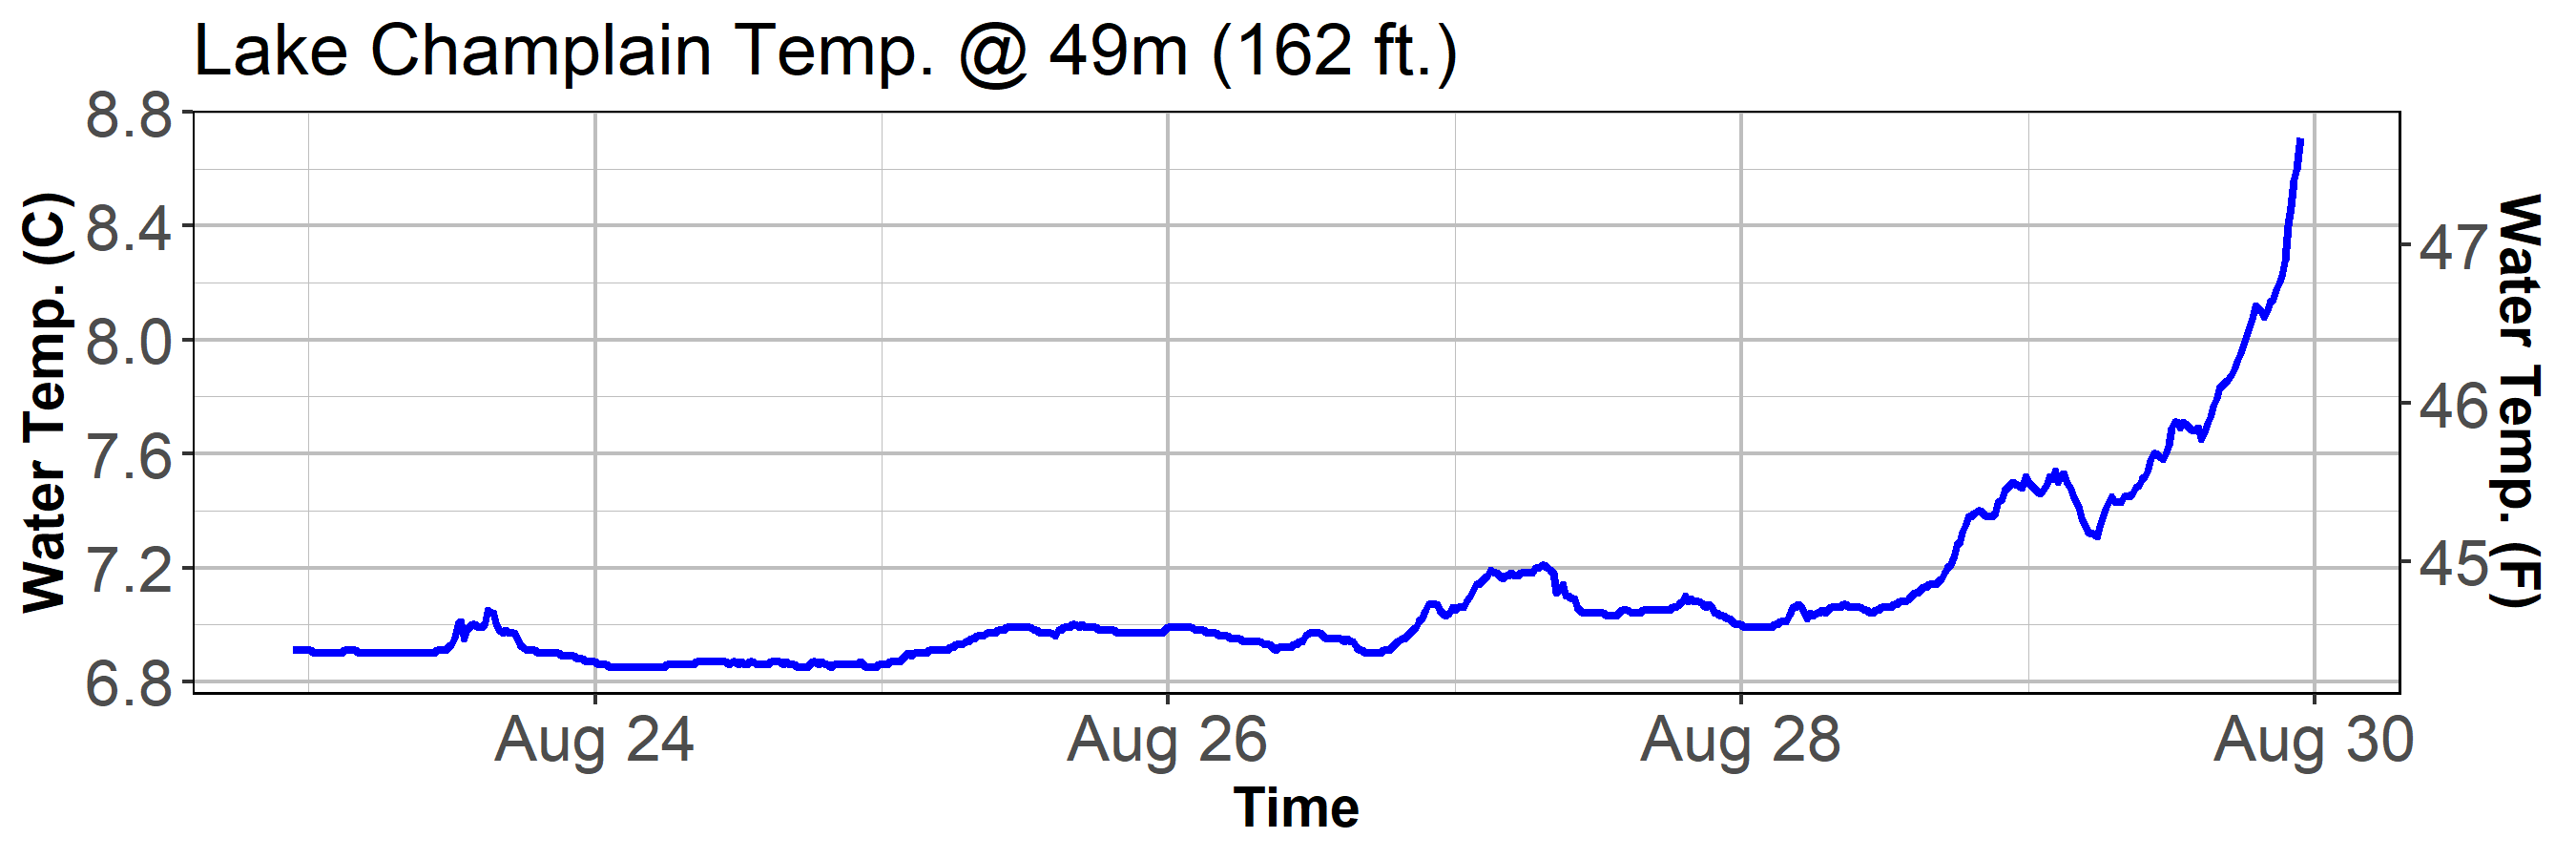 Lake Champlain Temp. @ 49m (162 ft.)
Water Temp. (C)
8.8
8.4
8.0
7.6
7.2
6.8
47
46
45
Water Temp. (F)
Aug 24 Aug 26 Aug 28 Aug 30
Time